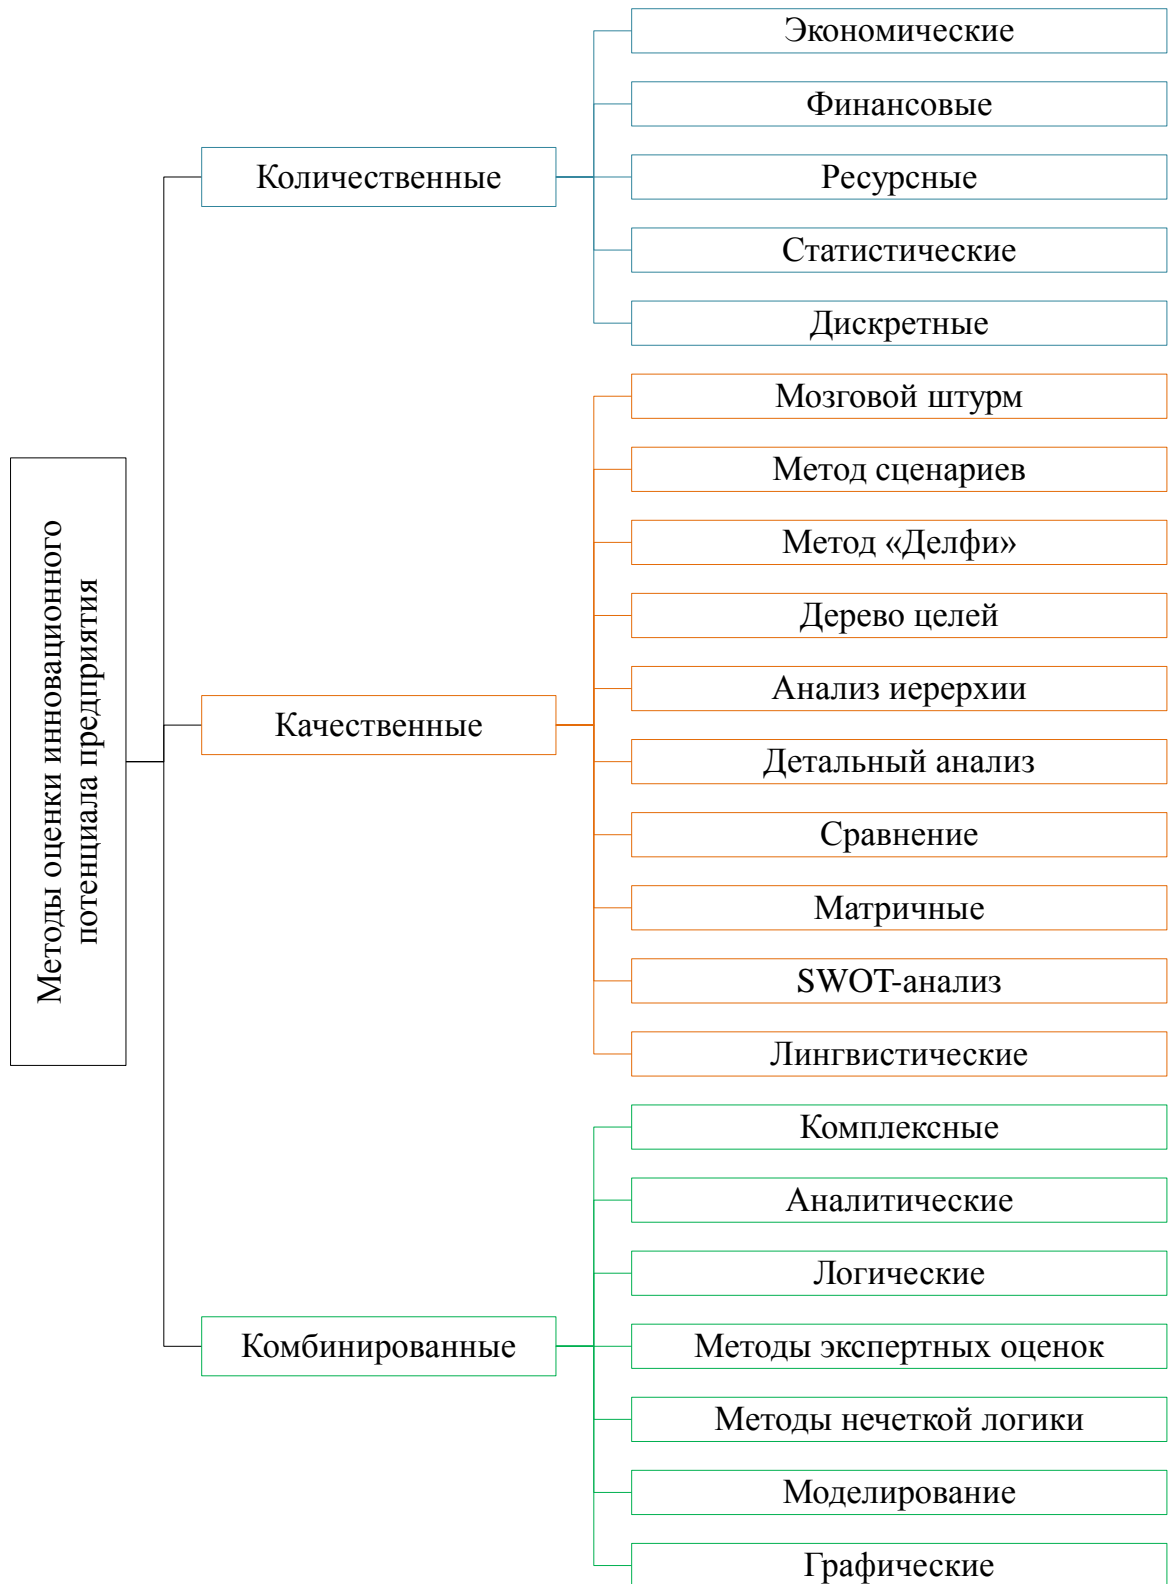 Методы оценки инновационного
потенциала предприятия
Количественные
Экономические
Финансовые
Ресурсные
Статистические
Дискретные
Качественные
Мозговой штурм
Метод сценариев
Метод «Делфи»
Дерево целей
Анализ иерерхии
Детальный анализ
Сравнение
Матричные
SWOT-анализ
Лингвистические
Комбинированные
Комплексные
Аналитические
Логические
Методы экспертных оценок
Методы нечеткой логики
Моделирование
Графические